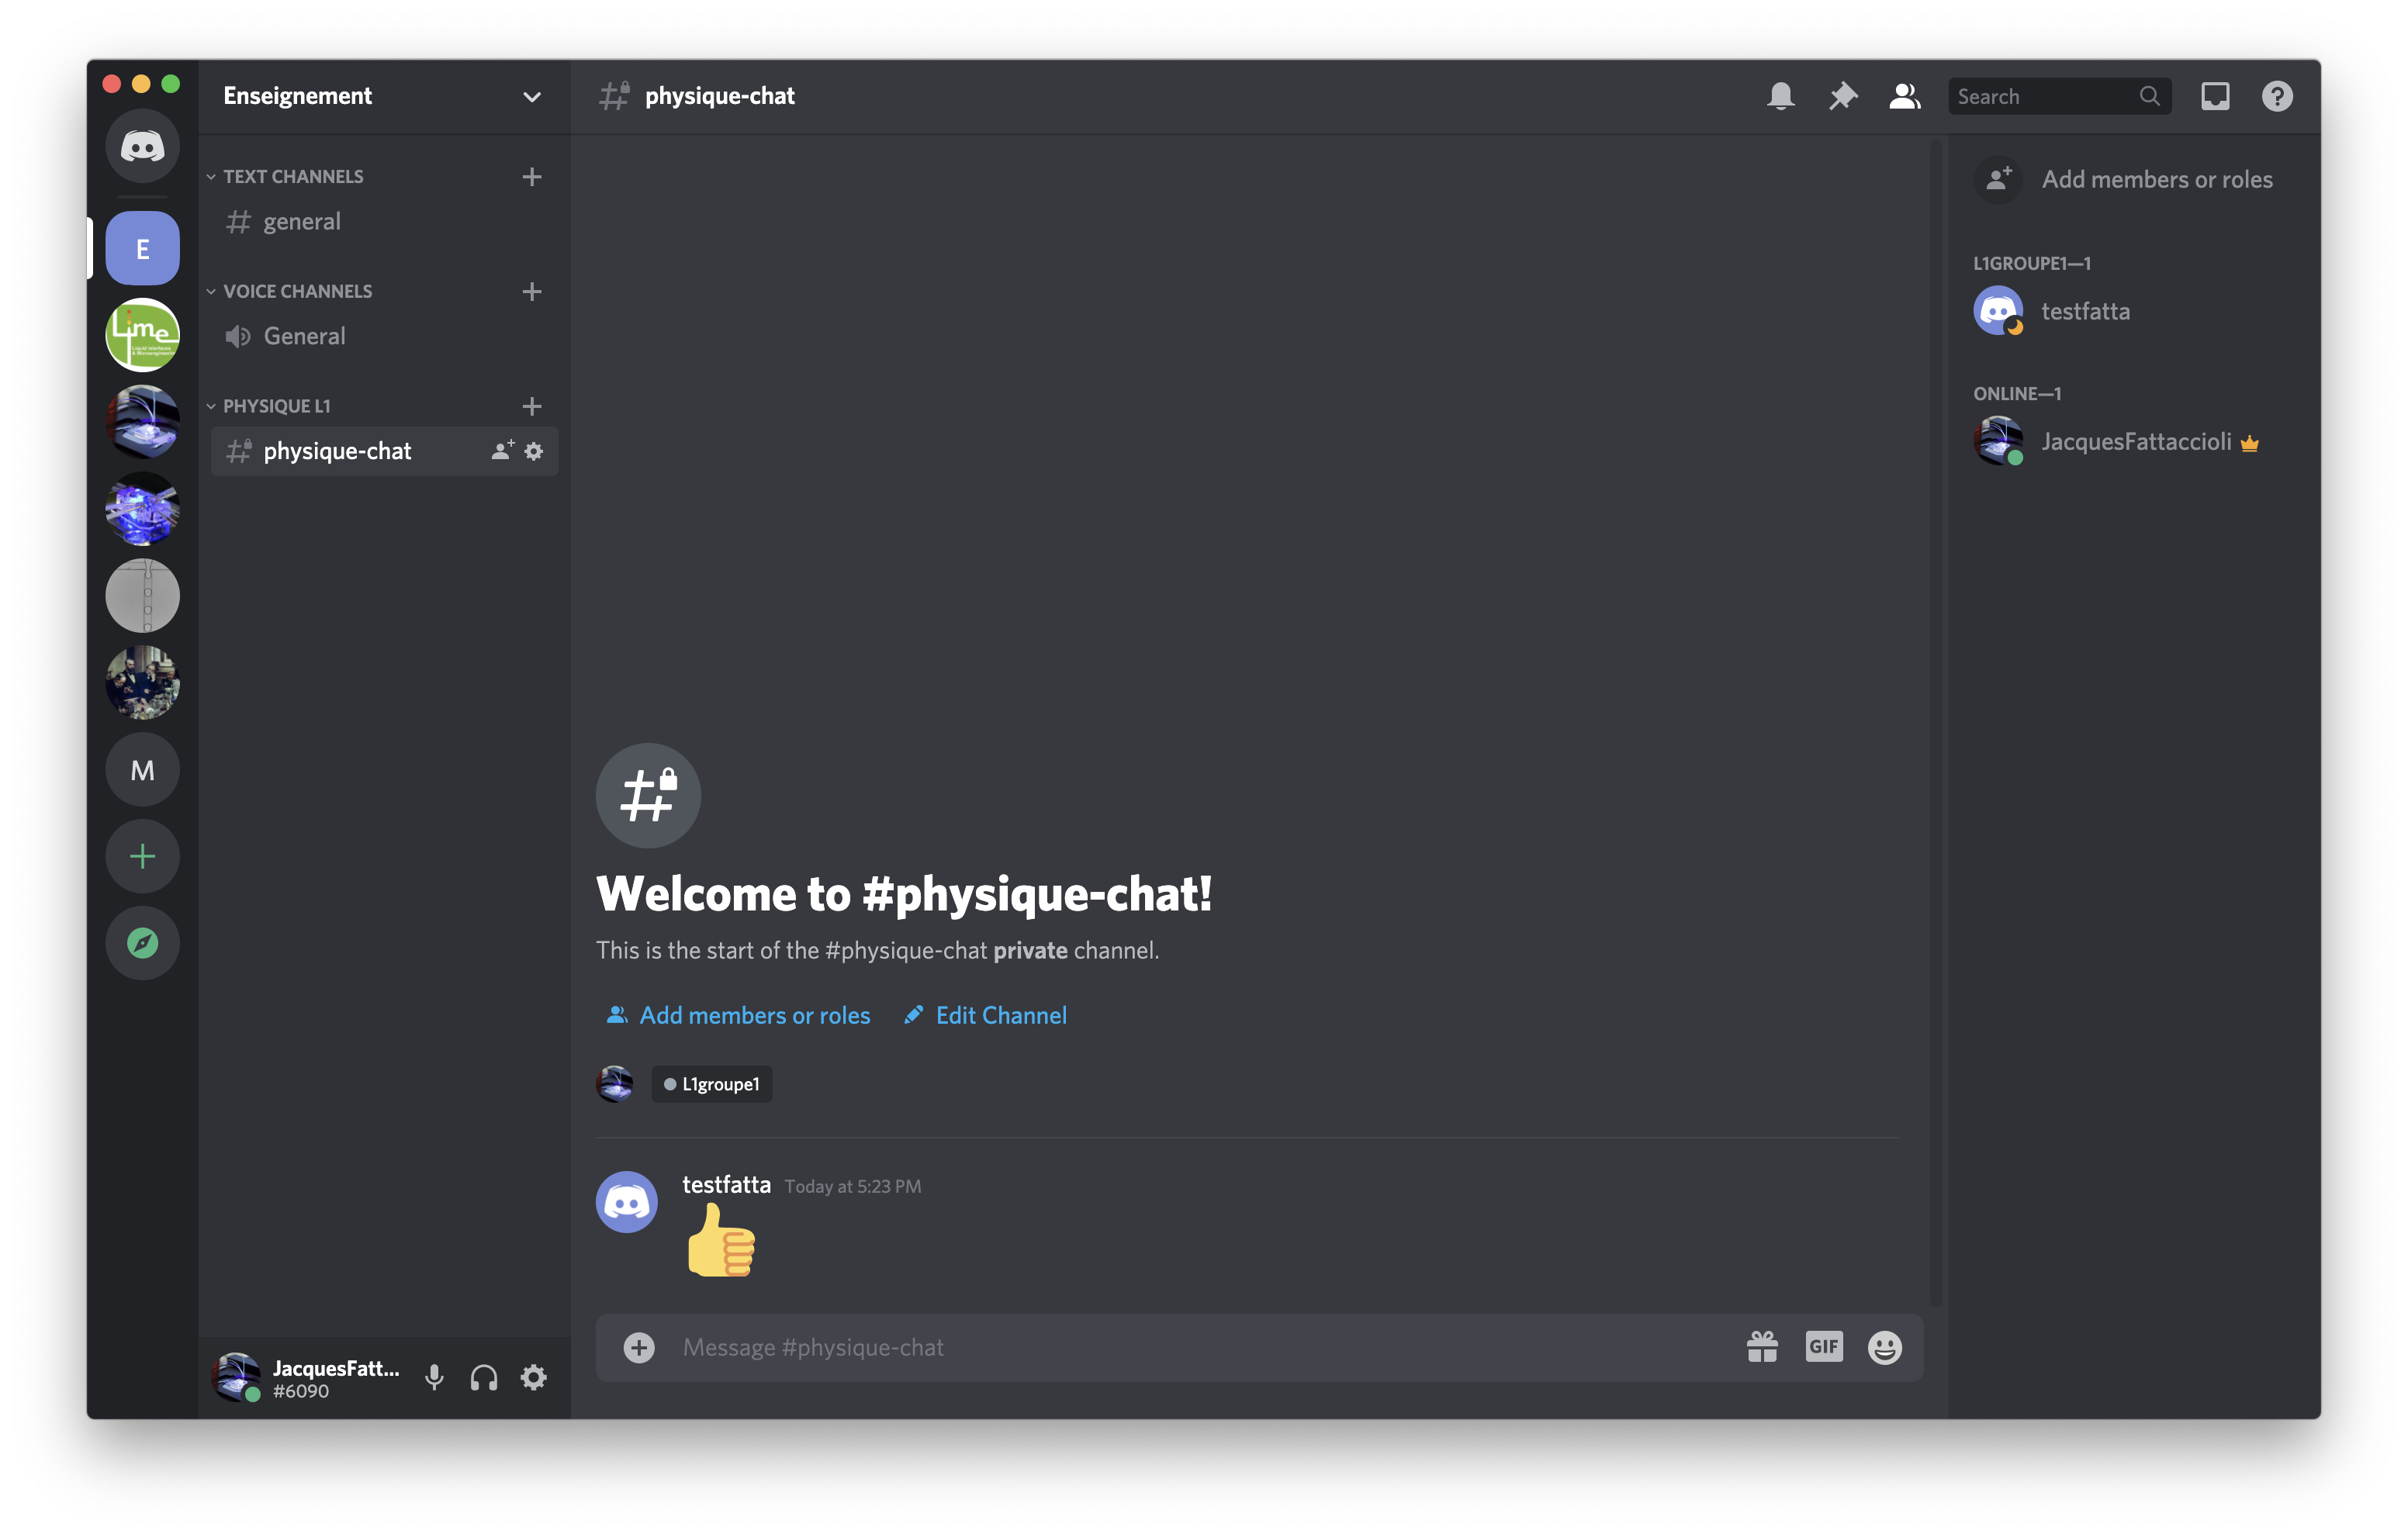 Enseignement
physique-chat
Search
TEXT CHANNELS
general
VOICE CHANNELS
General
PHYSIQUE L1
physique-chat
E
Lime
M
Welcome to #physique-chat!
This is the start of the #physique-chat private channel.
Add members or roles
Edit Channel
L1groupe1
testfatta Today at 5:23 PM
Message #physique-chat
GIF
JacquesFatt...
#6090
Add members or roles
L1GROUPE1—1
testfatta
ONLINE—1
JacquesFattaccioli